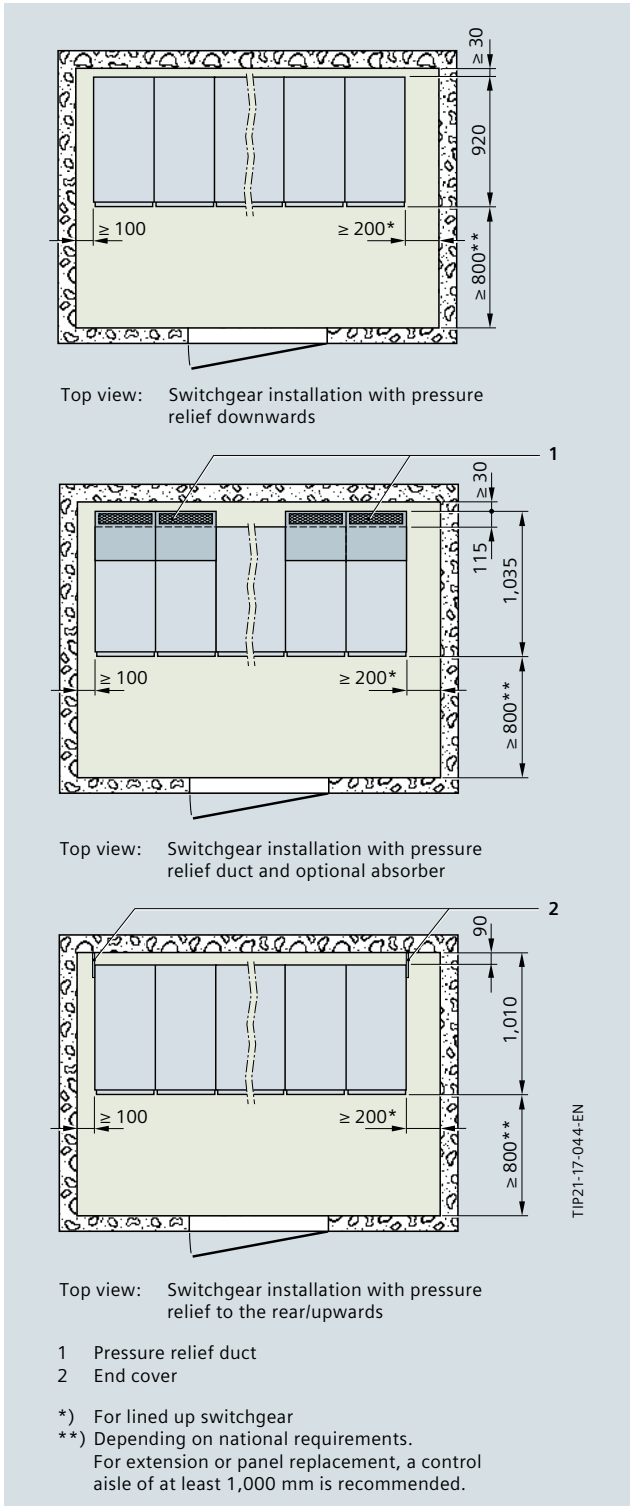 ≥ 30
920
≥ 100
≥ 200*
≥ 800**
Top view: Switchgear installation with pressure
relief downwards
1
≥ 30
115
1,035
≥ 100
≥ 200*
≥ 800**
Top view: Switchgear installation with pressure
relief duct and optional absorber
2
90
1,010
≥ 100
≥ 200*
≥ 800**
TIP21-17-044-EN
Top view: Switchgear installation with pressure
relief to the rear/upwards
1 Pressure relief duct
2 End cover
*) For lined up switchgear
**) Depending on national requirements.
For extension or panel replacement, a control
aisle of at least 1,000 mm is recommended.